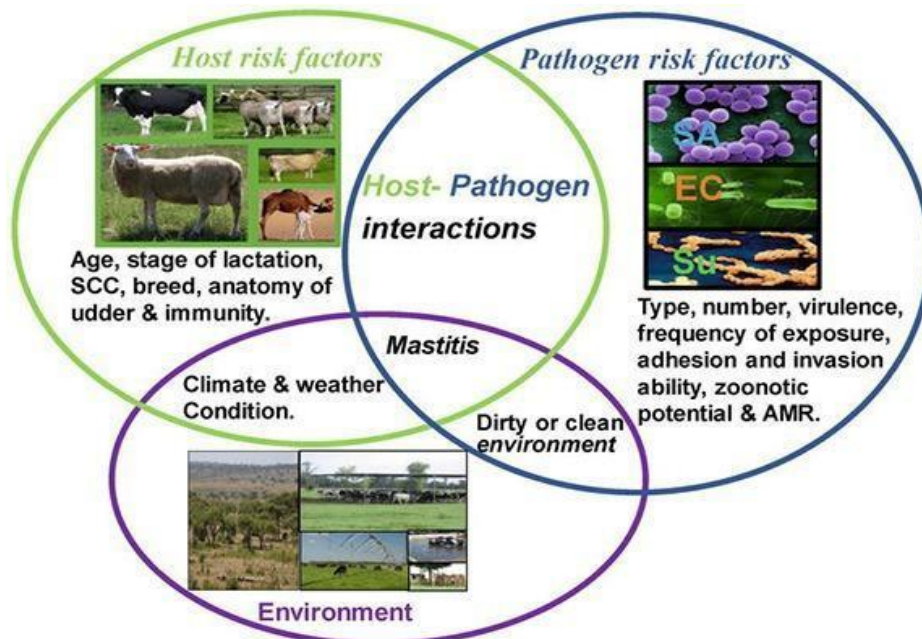 Host risk factors
Pathogen risk factors
SA
EC
Su
Host- Pathogen
interactions
Age, stage of lactation,
SCC, breed, anatomy of
udder & immunity.
Type, number, virulence,
frequency of exposure,
adhesion and invasion
ability, zoonotic
potential & AMR.
Mastitis
Climate & weather
Condition.
Dirty or clean
environment
Environment